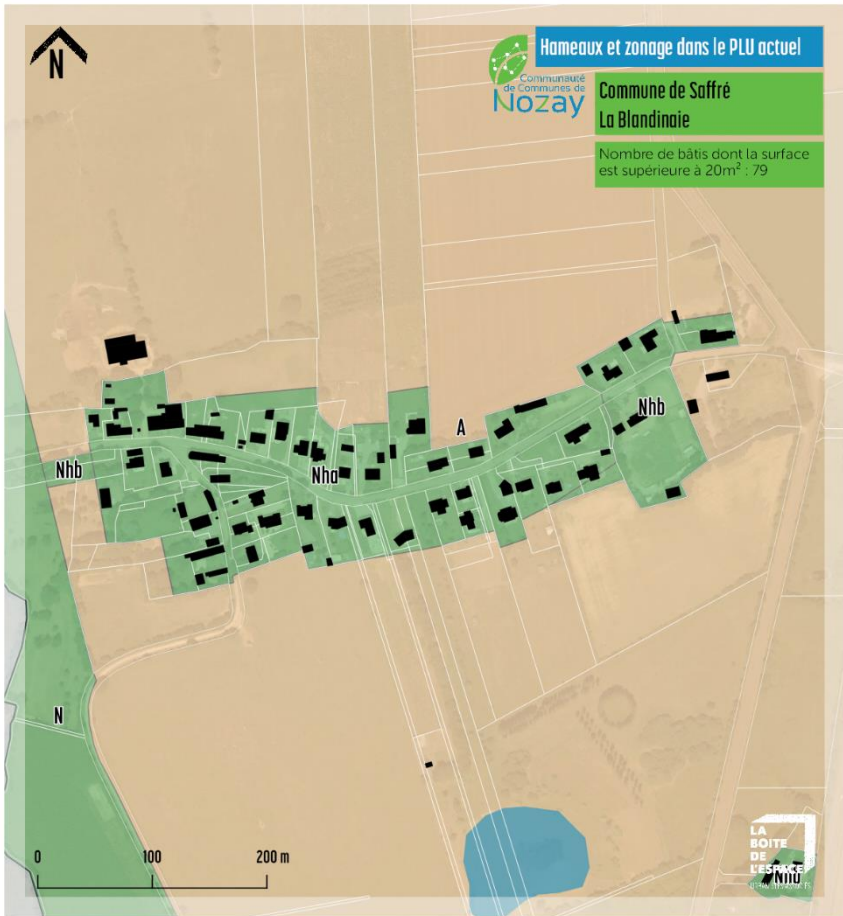 N
Hameaux et zonage dans le PLU actuel
Communauté
de Communes de
Nozay
Commune de Saffré
La Blandinaie
Nombre de bâtis dont la surface
est supérieure à 20m² : 79
A
Nhb
Nhb
Nha
N
0 100 200 m
LA
BOITE
DE
L'ESPACE